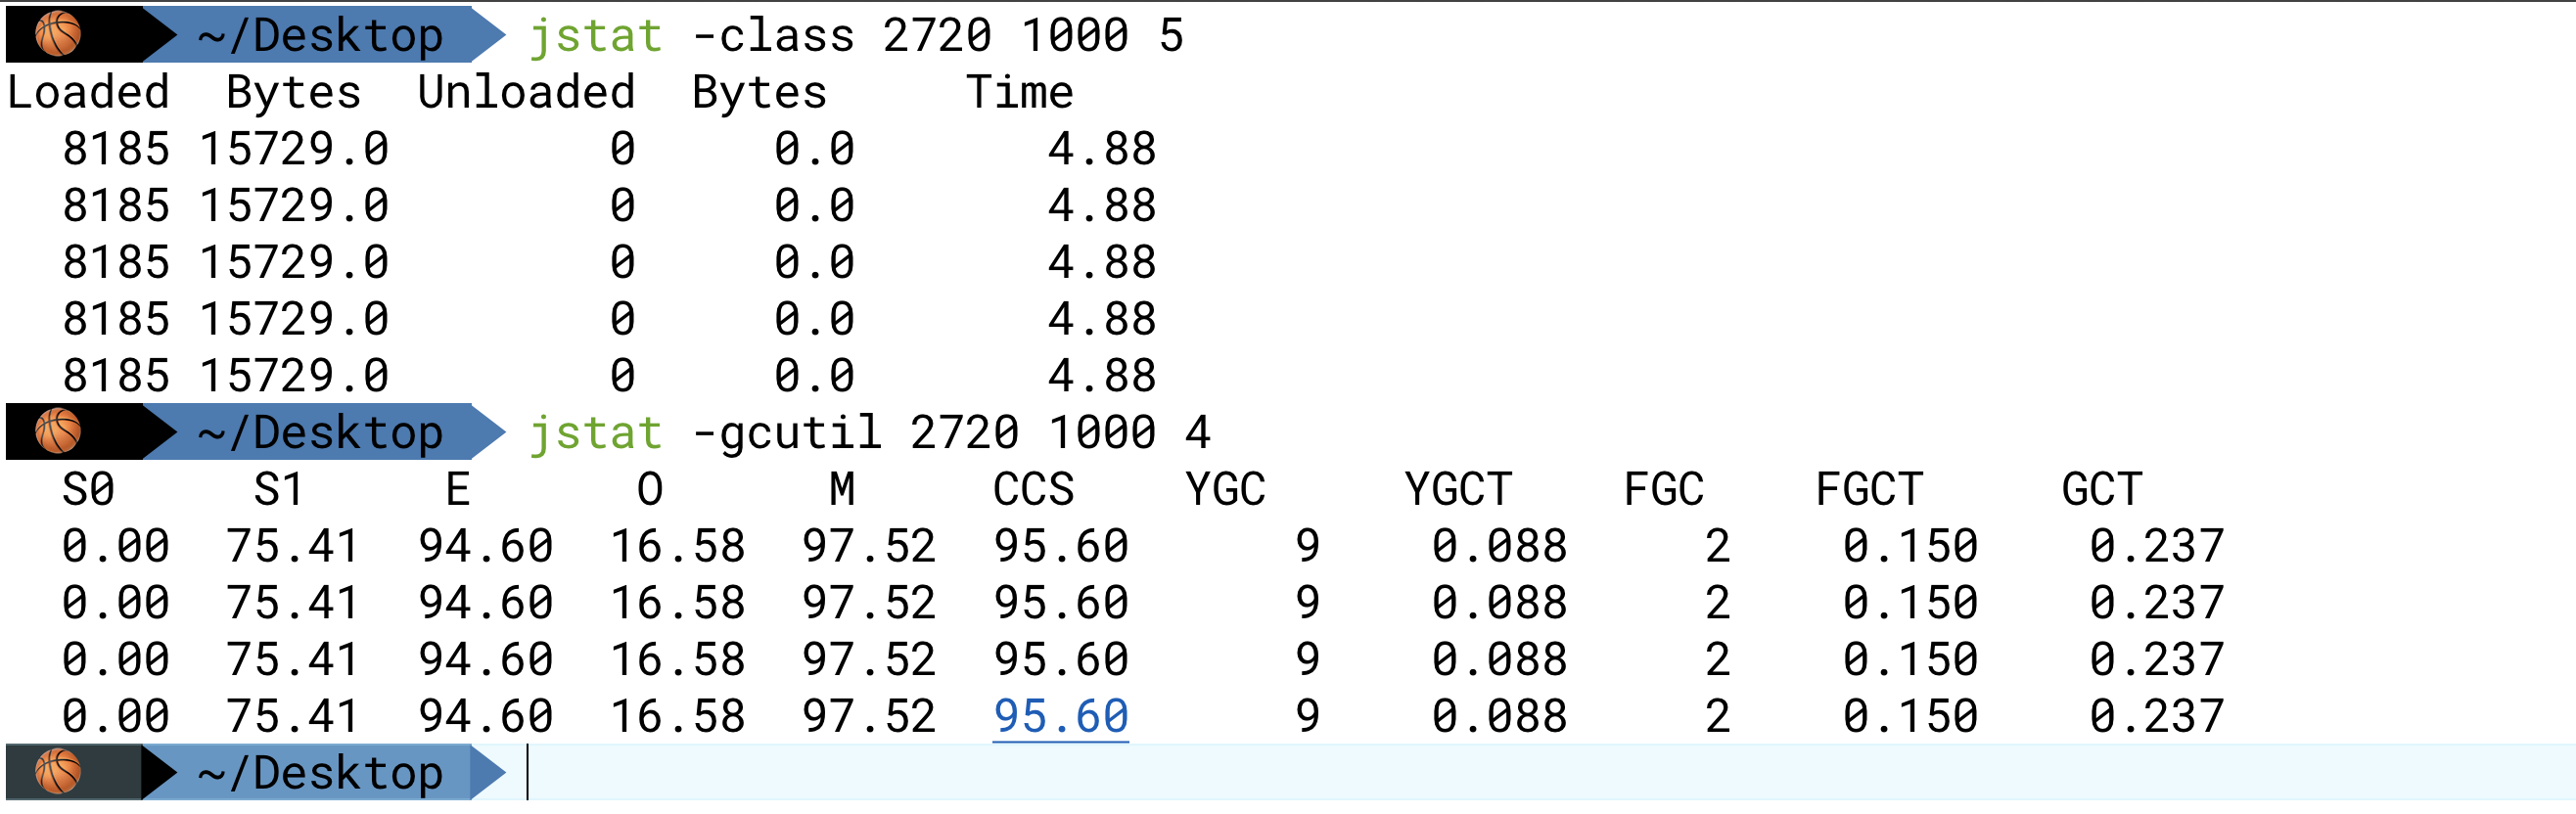 ~/Desktop jstat -class 2720 1000 5
Loaded  Bytes  Unloaded  Bytes     Time
  8185 15729.0        0     0.0       4.88
  8185 15729.0        0     0.0       4.88
  8185 15729.0        0     0.0       4.88
  8185 15729.0        0     0.0       4.88
  8185 15729.0        0     0.0       4.88
~/Desktop jstat -gcutil 2720 1000 4
  S0     S1     E      O      M     CCS    YGC     YGCT    FGC    FGCT     GCT
  0.00  75.41  94.60  16.58  97.52  95.60      9    0.088     2    0.150    0.237
  0.00  75.41  94.60  16.58  97.52  95.60      9    0.088     2    0.150    0.237
  0.00  75.41  94.60  16.58  97.52  95.60      9    0.088     2    0.150    0.237
  0.00  75.41  94.60  16.58  97.52  95.60      9    0.088     2    0.150    0.237
~/Desktop